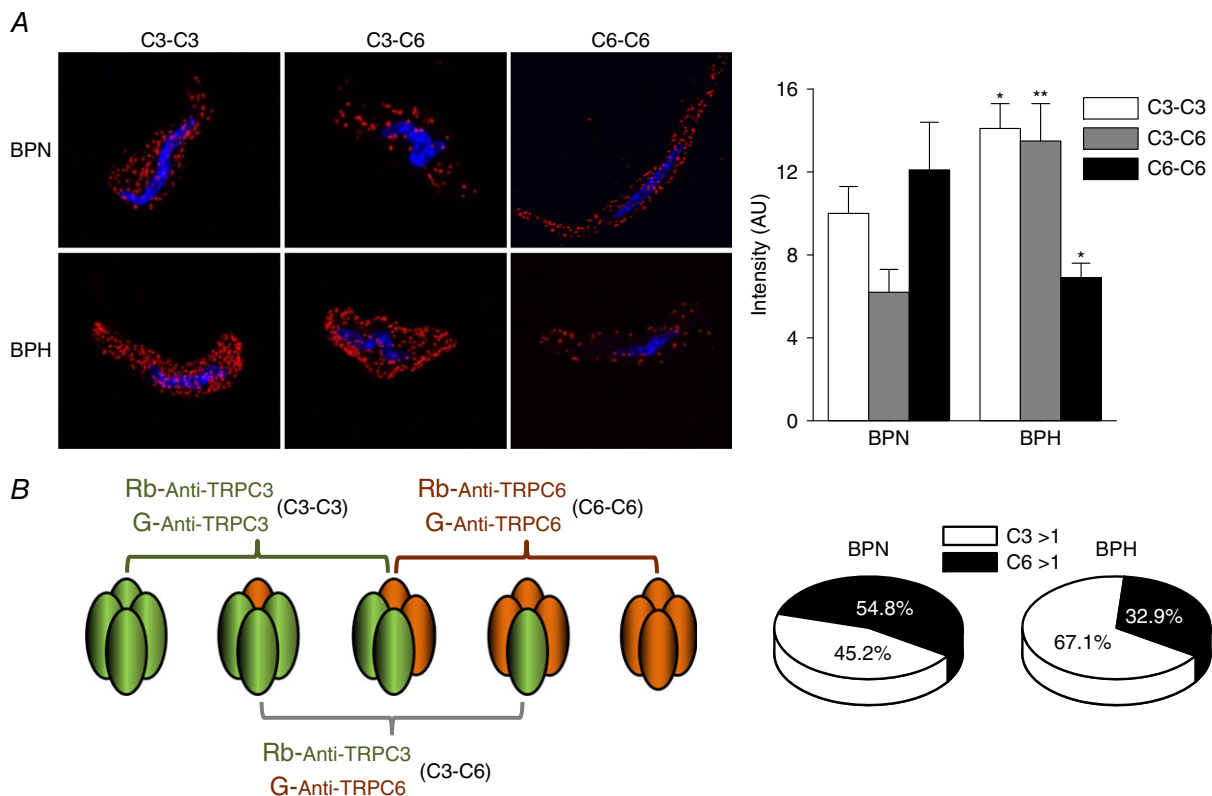 A
C3-C3 C3-C6 C6-C6
BPN
BPH
16
12
8
4
0
Intensity (AU)
* ** *
BPN BPH
C3-C3
C3-C6
C6-C6
B
Rb-Anti-TRPC3
G-Anti-TRPC3
(C3-C3)
Rb-Anti-TRPC6
G-Anti-TRPC6
(C6-C6)
Rb-Anti-TRPC3
G-Anti-TRPC6
(C3-C6)
BPN
C3 >1
C6 >1
BPH
54.8%
45.2%
32.9%
67.1%